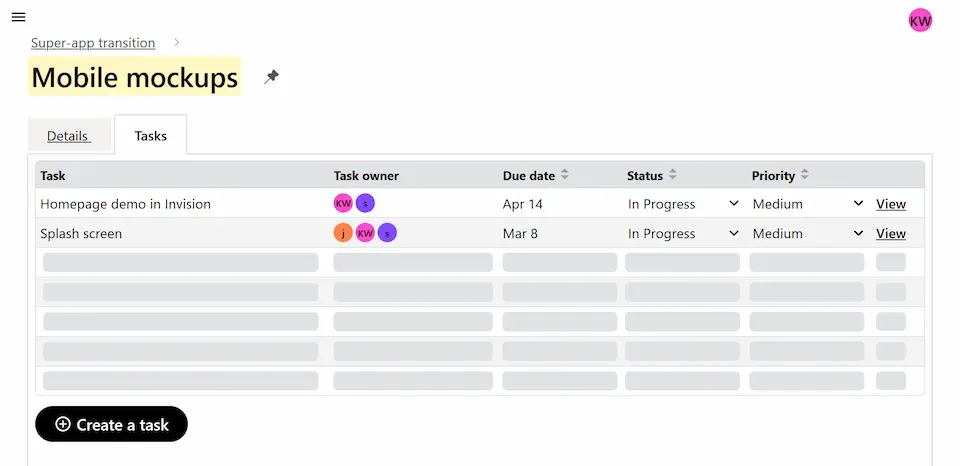 KW
Super-app transition
Mobile mockups
Details Tasks
Task Task owner Due date Status Priority
Homepage demo in Invision KW s Apr 14 In Progress Medium View
Splash screen j KW s Mar 8 In Progress Medium View
Create a task